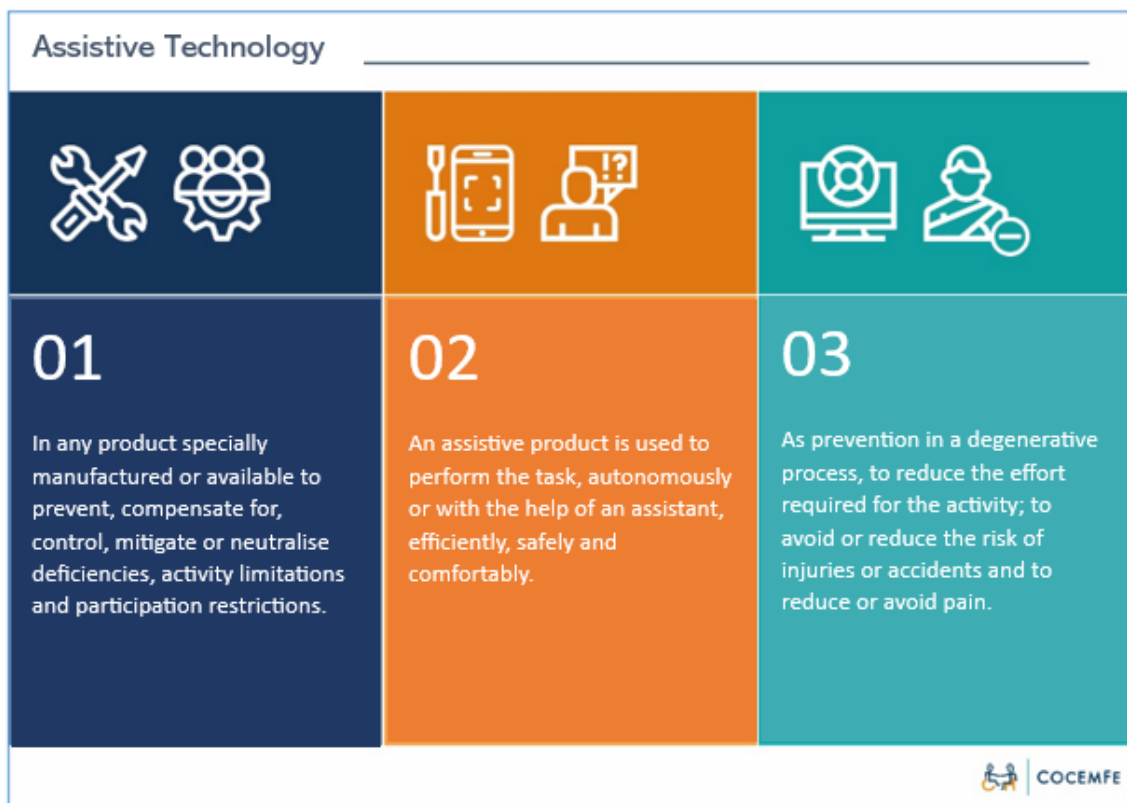 Assistive Technology
!?
01
In any product specially
manufactured or available to
prevent, compensate for,
control, mitigate or neutralise
deficiencies, activity limitations
and participation restrictions.
02
An assistive product is used to
perform the task, autonomously
or with the help of an assistant,
efficiently, safely and
comfortably.
03
As prevention in a degenerative
process, to reduce the effort
required for the activity; to
avoid or reduce the risk of
injuries or accidents and to
reduce or avoid pain.
COCEMFE